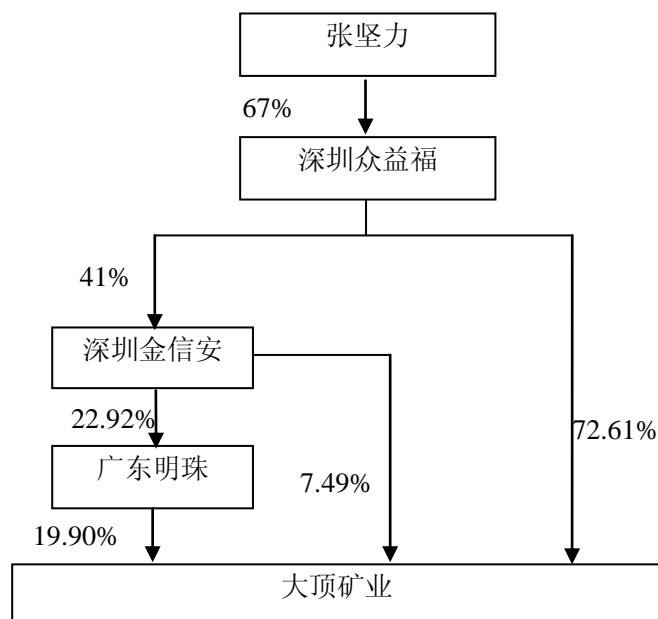 张坚力
67%
深圳众益福
41%
深圳金信安
22.92%
72.61%
广东明珠
7.49%
19.90%
大顶矿业